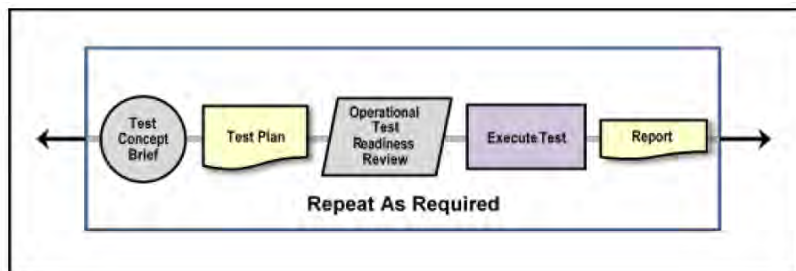 Test
Concept
Brief
Test Plan
Operational
Test
Readiness
Review
Execute Test
Report
Repeat As Required